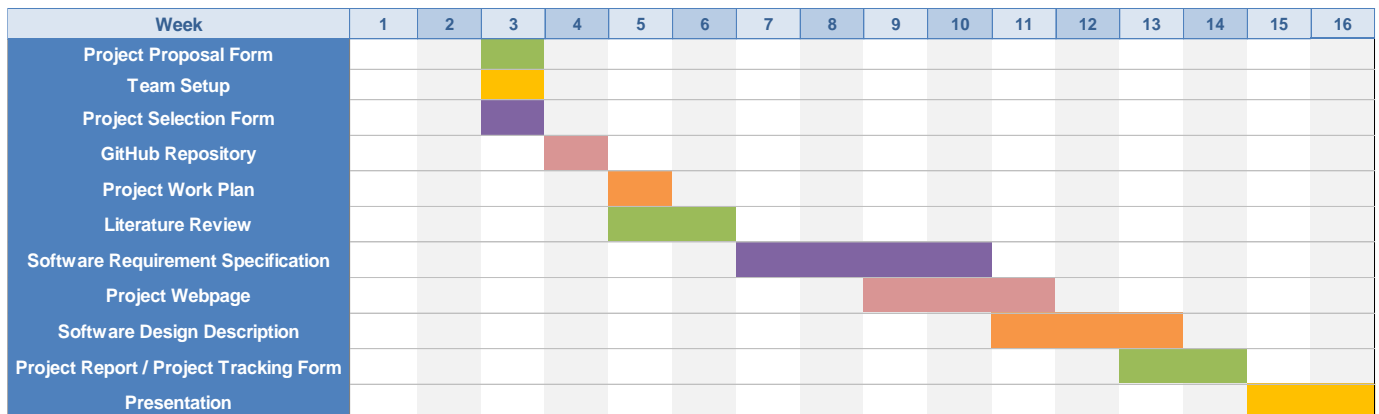 Week 1 2 3 4 5 6 7 8 9 10 11 12 13 14 15 16
Project Proposal Form
Team Setup
Project Selection Form
GitHub Repository
Project Work Plan
Literature Review
Software Requirement Specification
Project Webpage
Software Design Description
Project Report / Project Tracking Form
Presentation